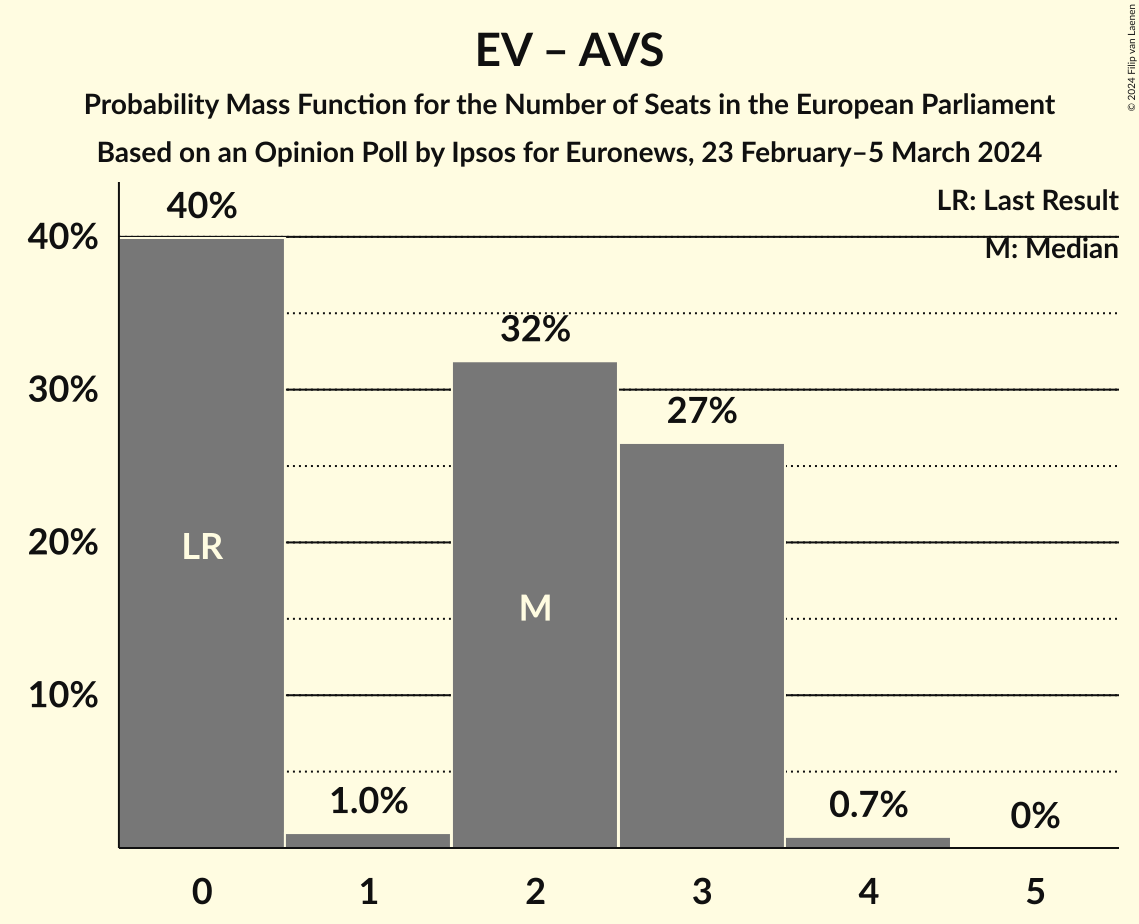 EV – AVS
Probability Mass Function for the Number of Seats in the European Parliament
Based on an Opinion Poll by Ipsos for Euronews, 23 February–5 March 2024
© 2024 Filip van Laenen
LR: Last Result
M: Median
40%
30%
20%
10%
40%
1.0%
32%
27%
0.7%
0%
LR
M
0 1 2 3 4 5